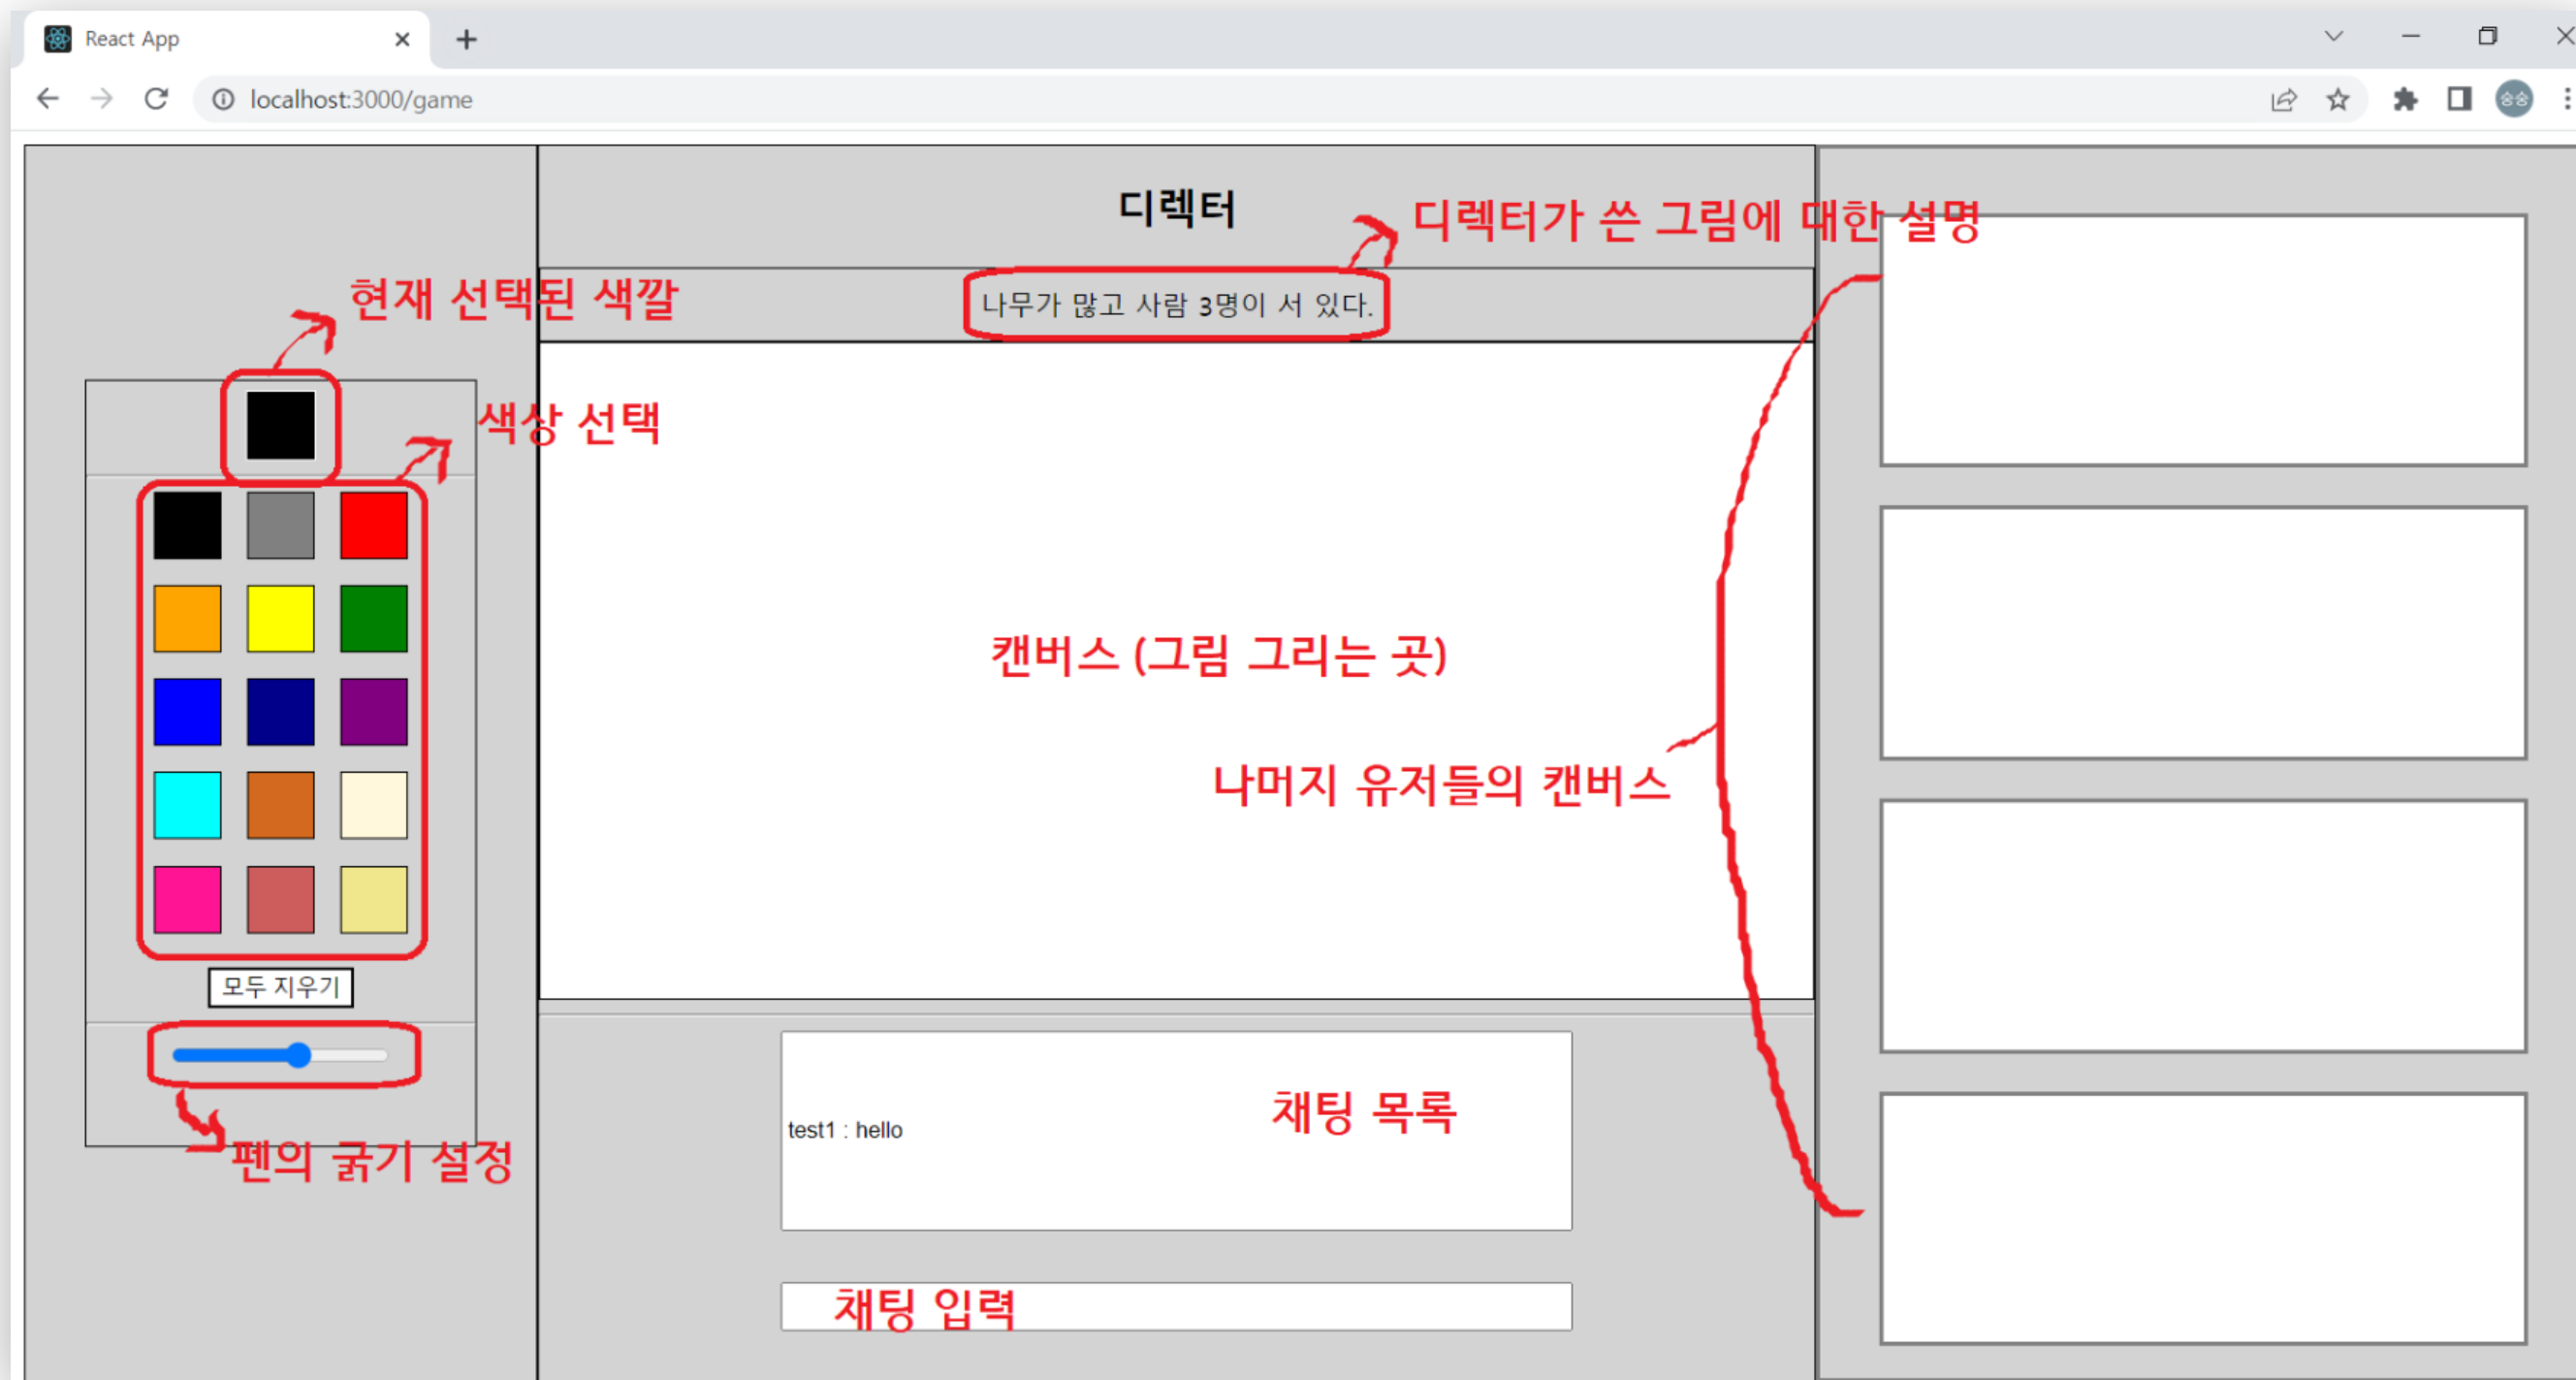 React App
localhost:3000/game
숭숭
디렉터
디렉터가 쓴 그림에 대한 설명
현재 선택된 색깔
나무가 많고 사람 3명이 서 있다.
색상 선택
캔버스 (그림 그리는 곳)
나머지 유저들의 캔버스
모두 지우기
펜의 굵기 설정
채팅 목록
test1 : hello
채팅 입력